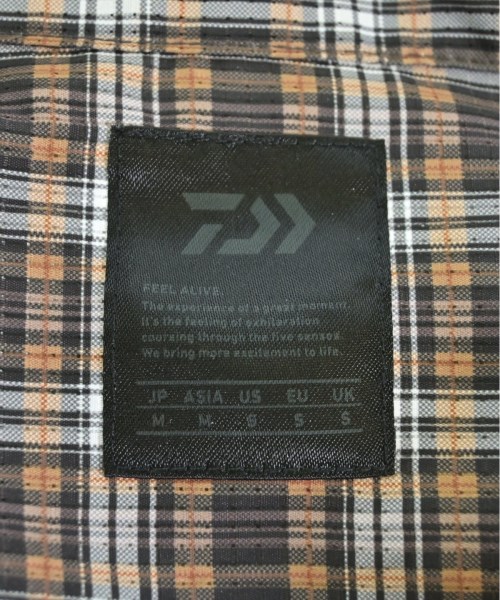 FEEL ALIVE.
The experience of a great moment.
It's the feeling of exhilaration
coursing through the five senses.
We bring more excitement to life.
JP ASIA US EU UK
M M S S S